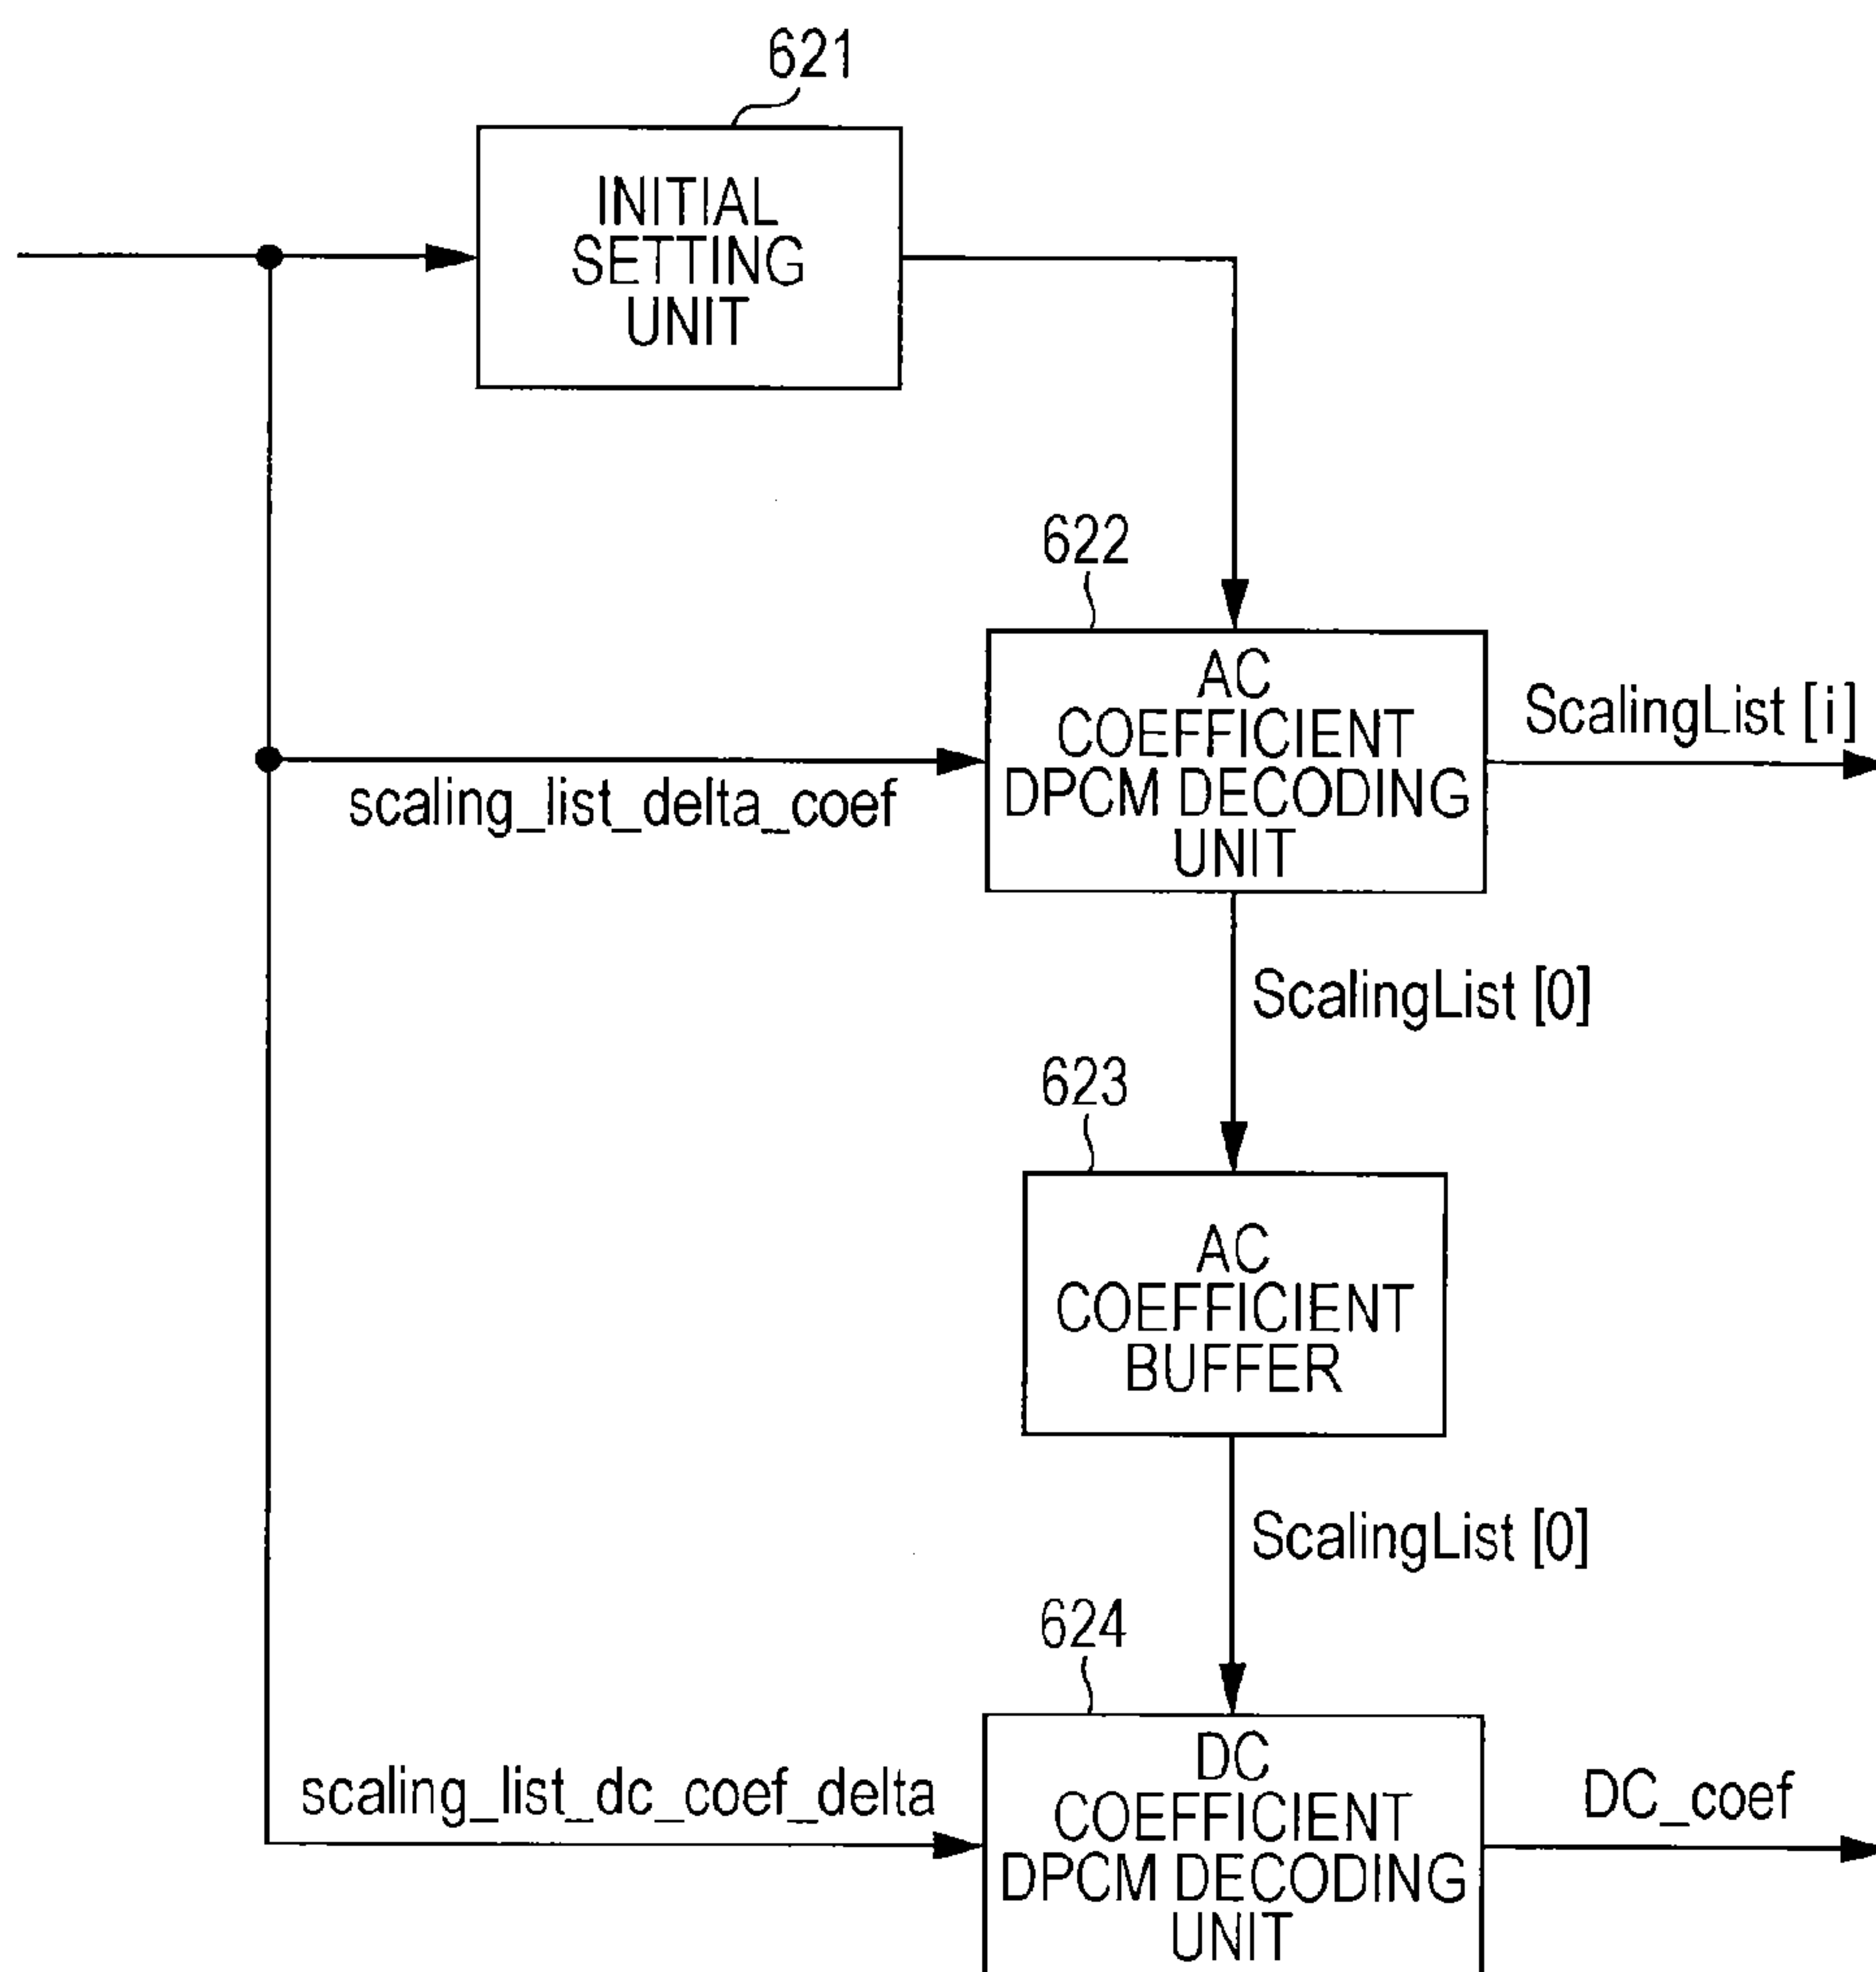 621
INITIAL
SETTING
UNIT
622
AC
COEFFICIENT
DPCM DECODING
UNIT
ScalingList [i]
scaling_list_delta_coef
ScalingList [0]
623
AC
COEFFICIENT
BUFFER
ScalingList [0]
624
DC
COEFFICIENT
DPCM DECODING
UNIT
scaling_list_dc_coef_delta
DC_coef